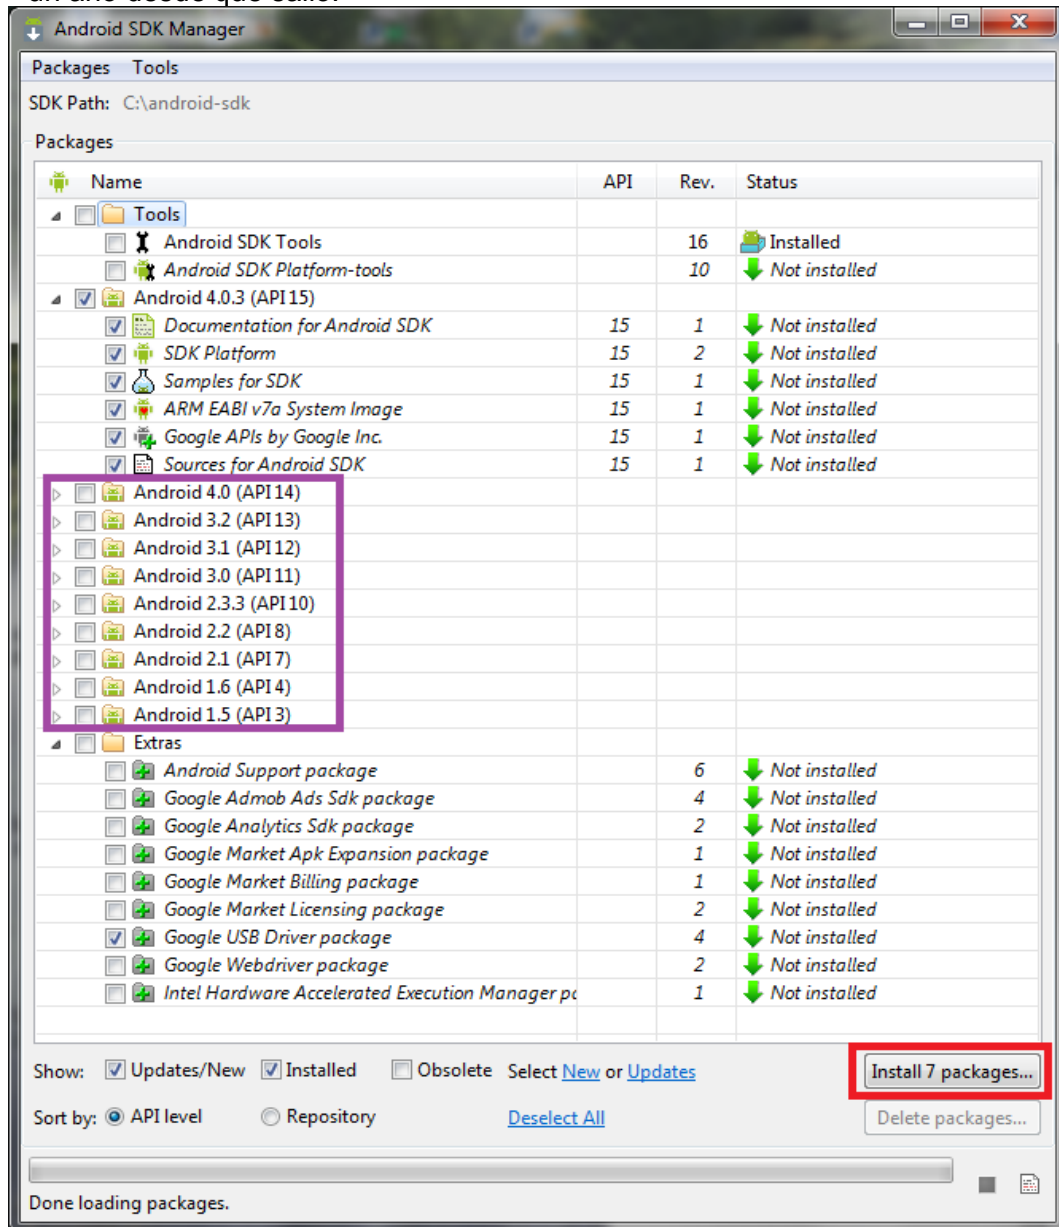 un año desde que salió.
Android SDK Manager
Packages Tools
SDK Path: C:\android-sdk
Packages
Name API Rev. Status
Tools
Android SDK Tools 16 Installed
Android SDK Platform-tools 10 Not installed
Android 4.0.3 (API 15)
Documentation for Android SDK 15 1 Not installed
SDK Platform 15 2 Not installed
Samples for SDK 15 1 Not installed
ARM EABI v7a System Image 15 1 Not installed
Google APIs by Google Inc. 15 1 Not installed
Sources for Android SDK 15 1 Not installed
Android 4.0 (API 14)
Android 3.2 (API 13)
Android 3.1 (API 12)
Android 3.0 (API 11)
Android 2.3.3 (API 10)
Android 2.2 (API 8)
Android 2.1 (API 7)
Android 1.6 (API 4)
Android 1.5 (API 3)
Extras
Android Support package 6 Not installed
Google Admob Ads Sdk package 4 Not installed
Google Analytics Sdk package 2 Not installed
Google Market Apk Expansion package 1 Not installed
Google Market Billing package 1 Not installed
Google Market Licensing package 2 Not installed
Google USB Driver package 4 Not installed
Google Webdriver package 2 Not installed
Intel Hardware Accelerated Execution Manager 1 Not installed
Show: Updates/New Installed Obsolete Select New or Updates Install 7 packages...
Sort by: API level Repository Deselect All Delete packages...
Done loading packages.